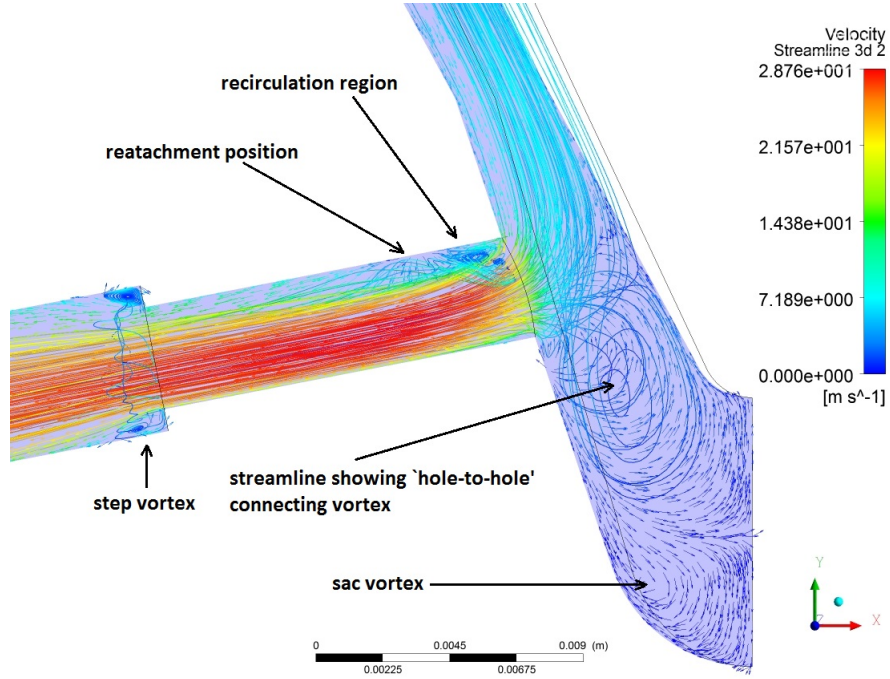 Velocity
Streamline 3d 2
2.876e+001
2.157e+001
1.438e+001
7.189e+000
0.000e+000
[m s^-1]
recirculation region
reatachment position
step vortex
streamline showing `hole-to-hole'
connecting vortex
sac vortex
0 0.0045 0.009 (m)
0.00225 0.00675
Y
Z X